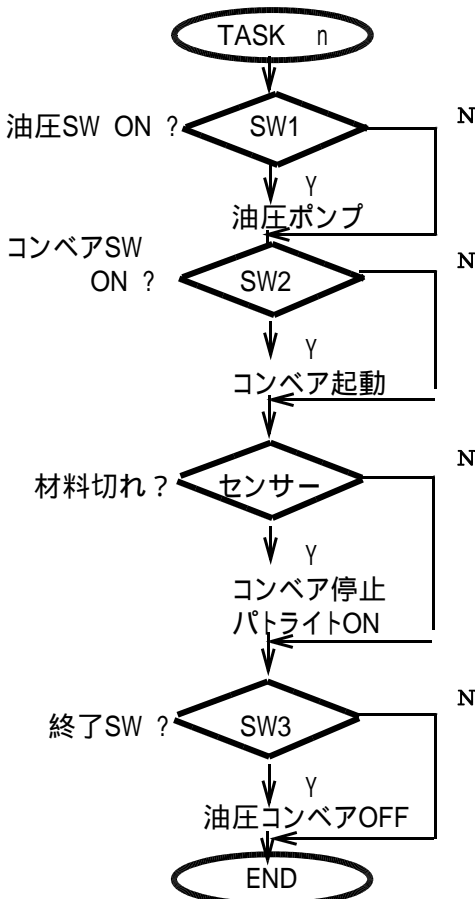 TASK n
油圧SW ON ?
SW1
N
Y
油圧ポンプ
コンベアSW
ON ?
SW2
N
Y
コンベア起動
材料切れ?
センサー
N
Y
コンベア停止
パトライトON
終了SW ?
SW3
N
Y
油圧コンベアOFF
END